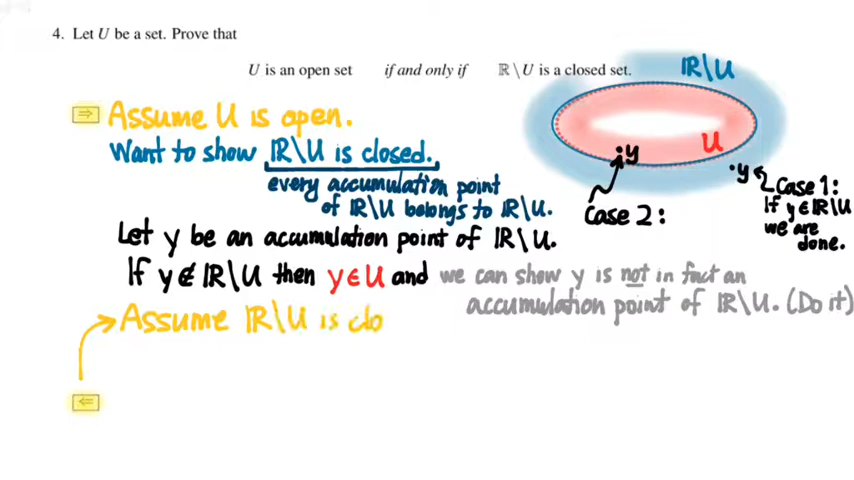 4. Let U be a set. Prove that
U is an open set if and only if ℝ\U is a closed set.
ℝ\U
U
⇒ Assume U is open.
Want to show ℝ\U is closed.
every accumulation point
of ℝ\U belongs to ℝ\U.
·y
Case 2:
·y
Case 1:
If y∈ℝ\U
we are
done.
Let y be an accumulation point of ℝ\U.
If y∉ℝ\U then y∈U and we can show y is not in fact an
accumulation point of ℝ\U. (Do it)
Assume ℝ\U is clo
⇐